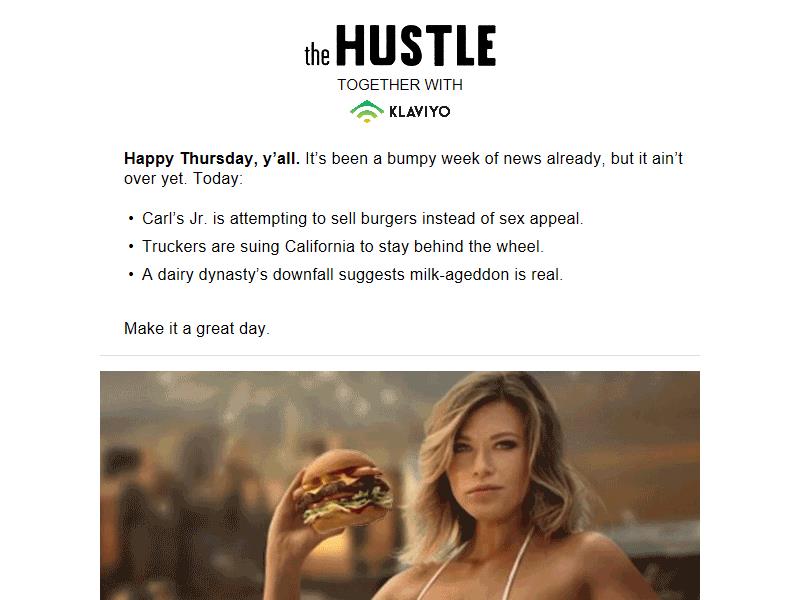 the HUSTLE
TOGETHER WITH
KLAVIYO
Happy Thursday, y’all. It’s been a bumpy week of news already, but it ain’t
over yet. Today:
• Carl’s Jr. is attempting to sell burgers instead of sex appeal.
• Truckers are suing California to stay behind the wheel.
• A dairy dynasty’s downfall suggests milk-ageddon is real.
Make it a great day.